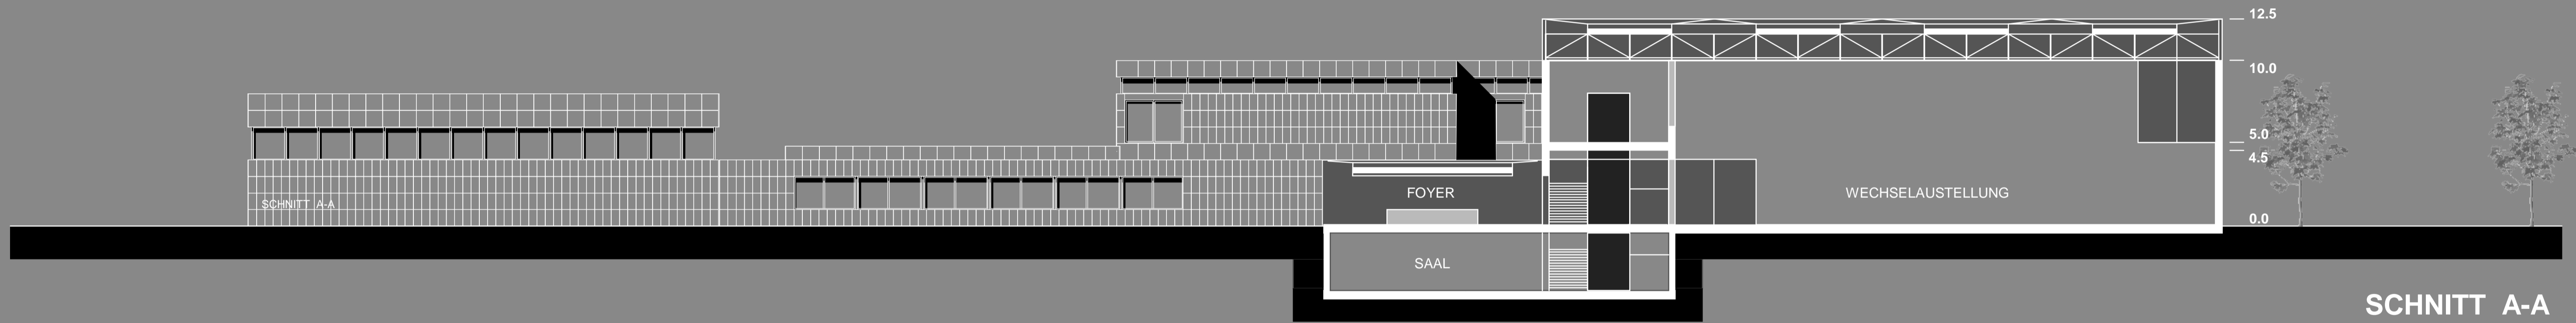 12.5
10.0
5.0
4.5
SCHNITT A-A
FOYER
WECHSELAUSTELLUNG
0.0
SAAL
SCHNITT A-A